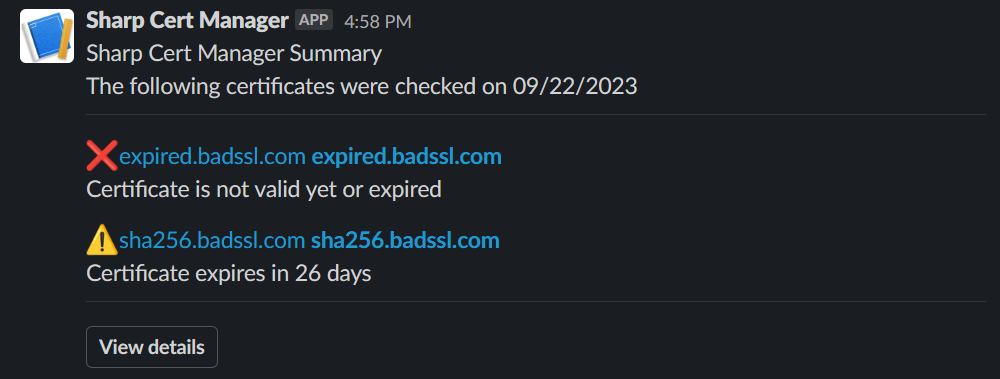 Sharp Cert Manager APP 4:58 PM
Sharp Cert Manager Summary
The following certificates were checked on 09/22/2023
❌expired.badssl.com expired.badssl.com
Certificate is not valid yet or expired
⚠️sha256.badssl.com sha256.badssl.com
Certificate expires in 26 days
View details